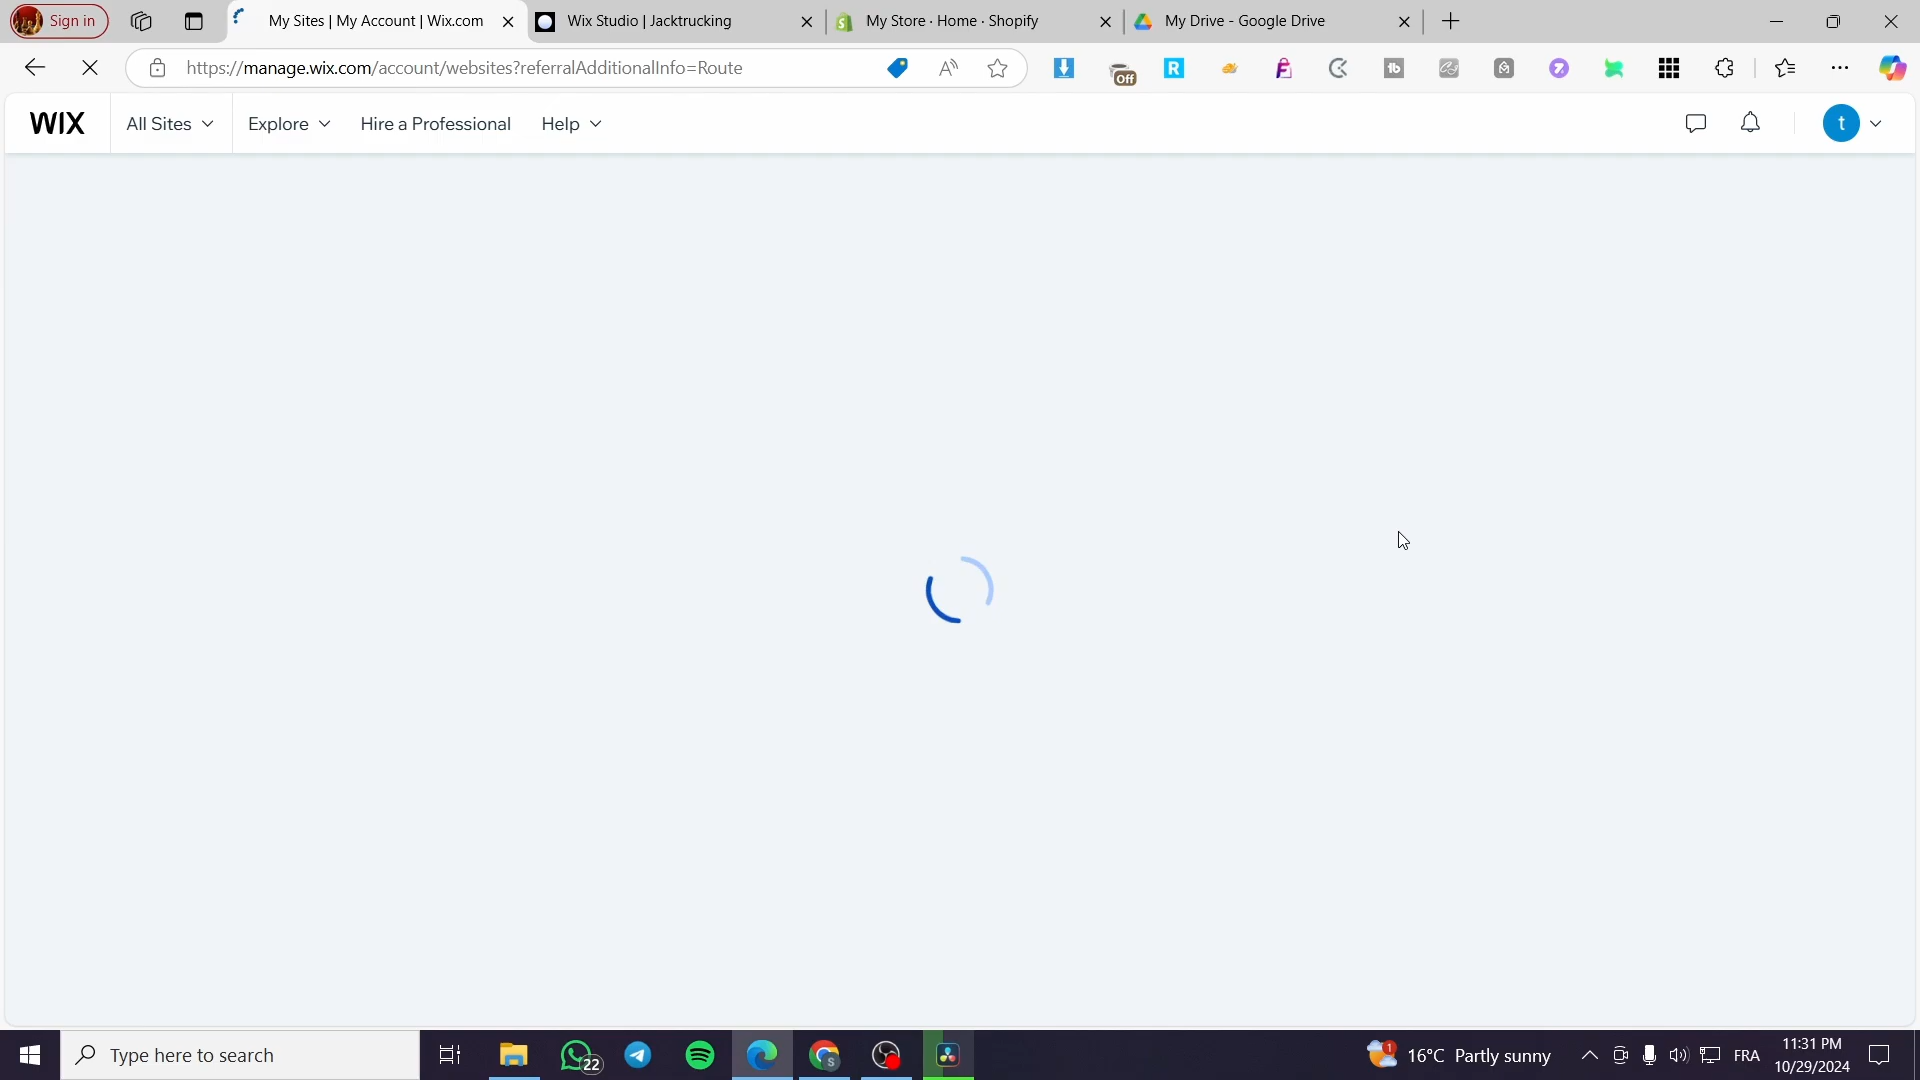 Sign in
My Sites | My Account | Wix.com
Wix Studio | Jacktrucking
My Store · Home · Shopify
My Drive - Google Drive
https://manage.wix.com/account/websites?referralAdditionalInfo=Route
Off
R
WIX
All Sites
Explore
Hire a Professional
Help
t
Type here to search
22
S
1
16°C Partly sunny
FRA
11:31 PM
10/29/2024